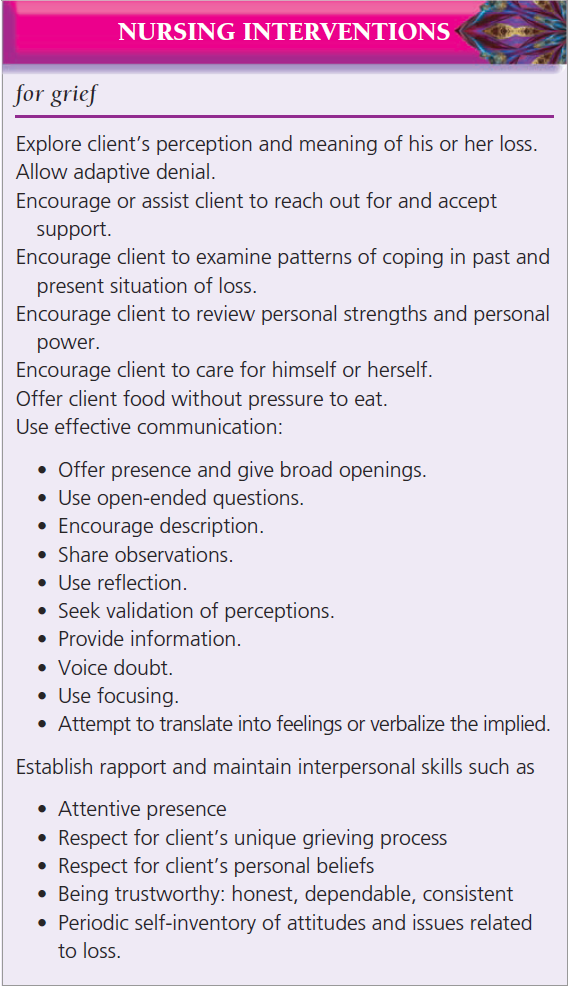 NURSING INTERVENTIONS
for grief
Explore client’s perception and meaning of his or her loss.
Allow adaptive denial.
Encourage or assist client to reach out for and accept
support.
Encourage client to examine patterns of coping in past and
present situation of loss.
Encourage client to review personal strengths and personal
power.
Encourage client to care for himself or herself.
Offer client food without pressure to eat.
Use effective communication:
• Offer presence and give broad openings.
• Use open-ended questions.
• Encourage description.
• Share observations.
• Use reflection.
• Seek validation of perceptions.
• Provide information.
• Voice doubt.
• Use focusing.
• Attempt to translate into feelings or verbalize the implied.
Establish rapport and maintain interpersonal skills such as
• Attentive presence
• Respect for client’s unique grieving process
• Respect for client’s personal beliefs
• Being trustworthy: honest, dependable, consistent
• Periodic self-inventory of attitudes and issues related
to loss.